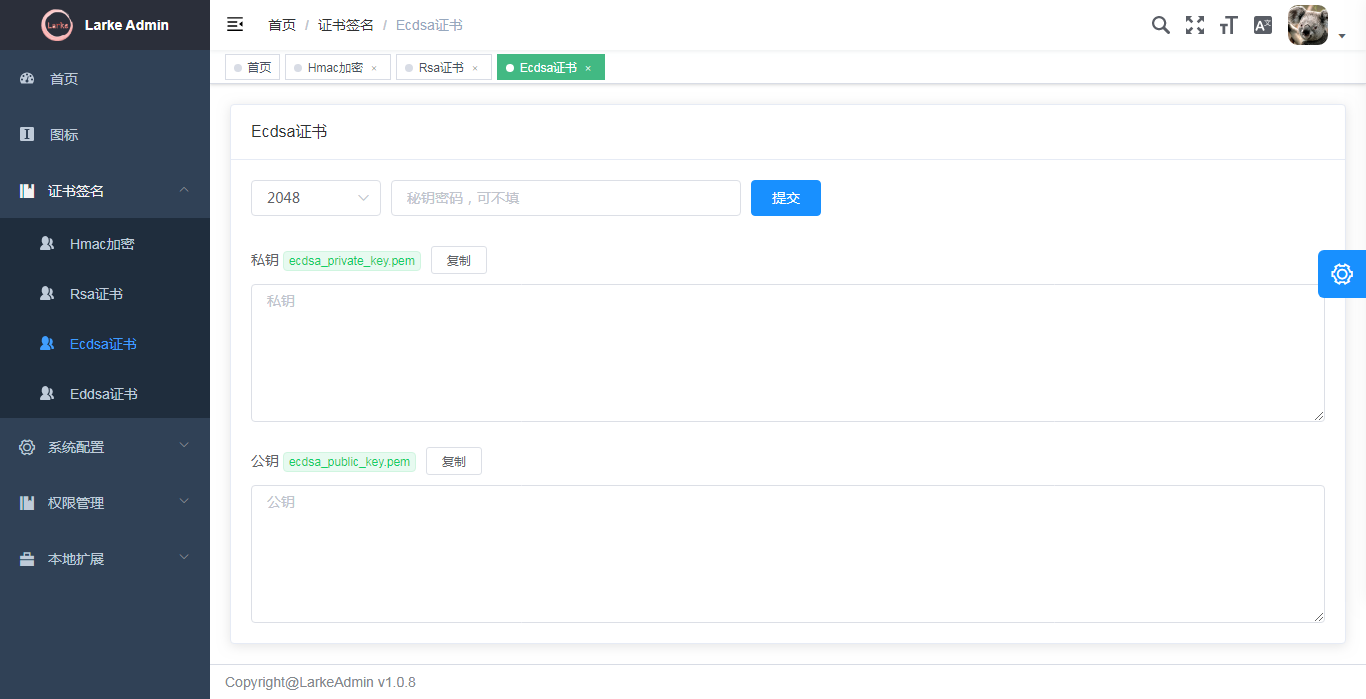 Larke
Larke Admin
首页 / 证书签名 / Ecdsa证书
首页 Hmac加密 × Rsa证书 × Ecdsa证书 ×
首页
图标
证书签名
Hmac加密
Rsa证书
Ecdsa证书
Eddsa证书
系统配置
权限管理
本地扩展
Ecdsa证书
2048 秘钥密码，可不填 提交
私钥 ecdsa_private_key.pem 复制
私钥
公钥 ecdsa_public_key.pem 复制
公钥
Copyright@LarkeAdmin v1.0.8